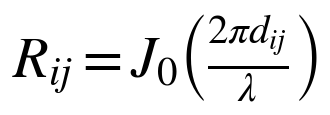 R_{ij} = J_0 \left( \frac{2\pi d_{ij}}{\lambda} \right)